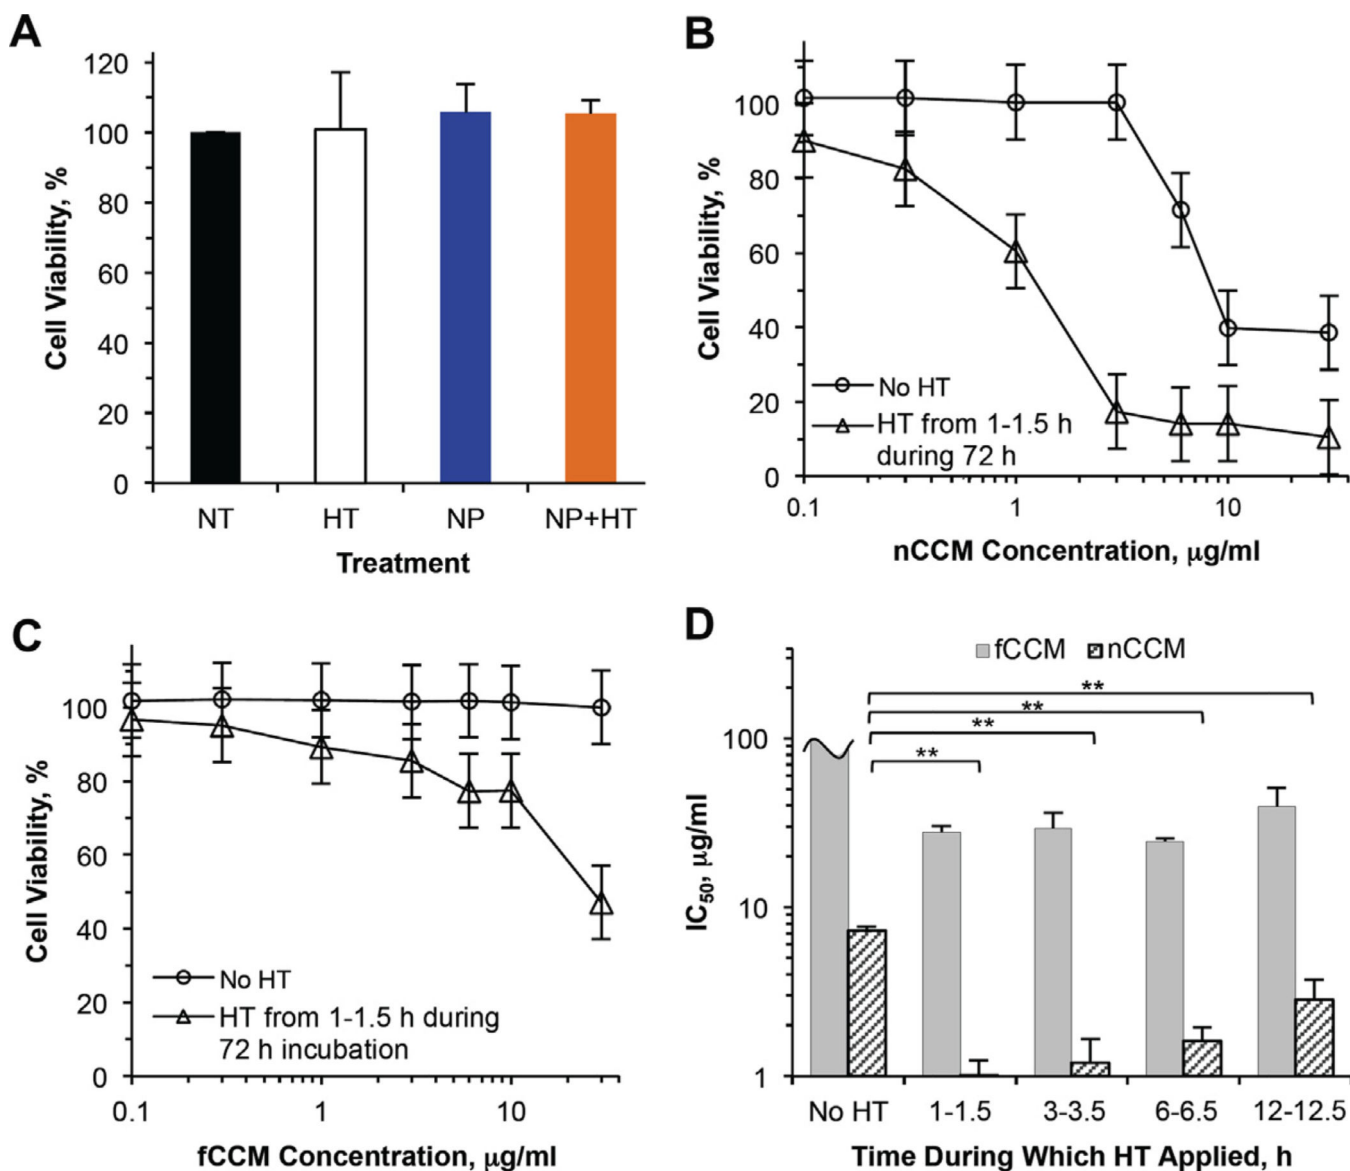 A
120
100
80
60
40
20
0
Cell Viability, %
NT HT NP NP+HT
Treatment
B
100
80
60
40
20
0
Cell Viability, %
No HT
HT from 1-1.5 h
during 72 h
0.1 1 10
nCCM Concentration, μg/ml
C
100
80
60
40
20
0
Cell Viability, %
No HT
HT from 1-1.5 h during
72 h incubation
0.1 1 10
fCCM Concentration, μg/ml
D
fCCM nCCM
**
**
**
**
100
10
1
IC50, μg/ml
No HT 1-1.5 3-3.5 6-6.5 12-12.5
Time During Which HT Applied, h